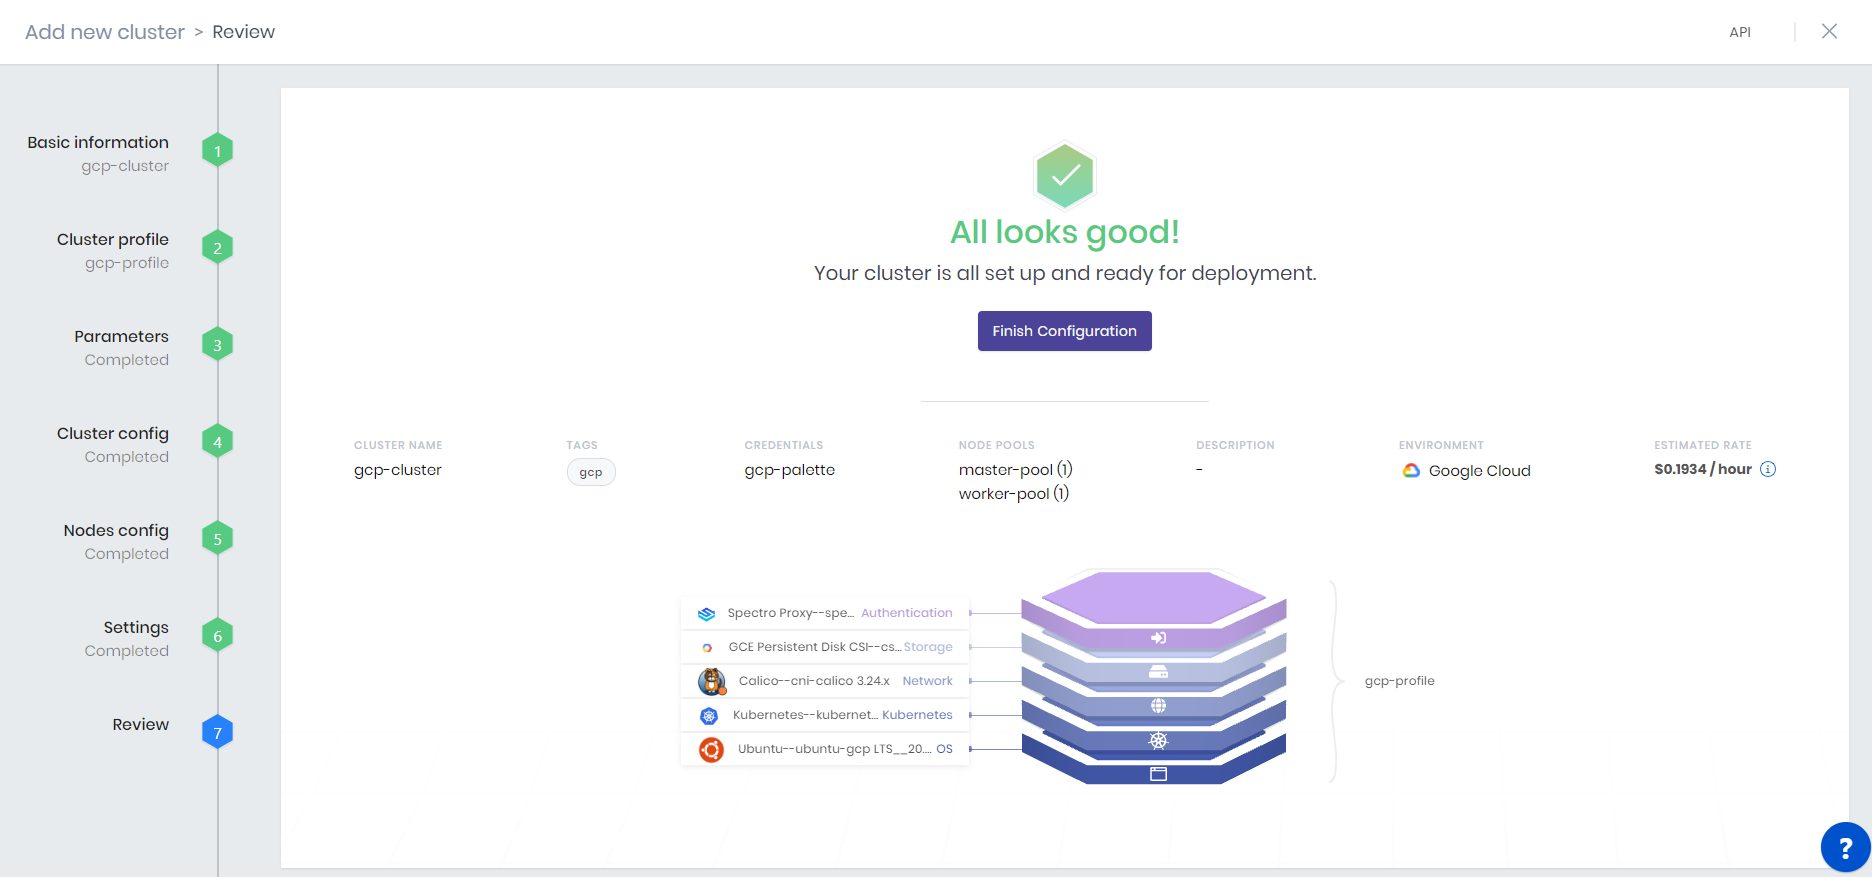 Add new cluster > Review
API
Basic information
gcp-cluster
1
Cluster profile
gcp-profile
2
Parameters
Completed
3
Cluster config
Completed
4
Nodes config
Completed
5
Settings
Completed
6
Review
7
All looks good!
Your cluster is all set up and ready for deployment.
Finish Configuration
CLUSTER NAME
gcp-cluster
TAGS
gcp
CREDENTIALS
gcp-palette
NODE POOLS
master-pool (1)
worker-pool (1)
DESCRIPTION
-
ENVIRONMENT
Google Cloud
ESTIMATED RATE
$0.1934 / hour
Spectro Proxy--spe... Authentication
GCE Persistent Disk CSI--cs... Storage
Calico--cni-calico 3.24.x Network
Kubernetes--kubernet... Kubernetes
Ubuntu--ubuntu-gcp LTS__20.... OS
gcp-profile
?